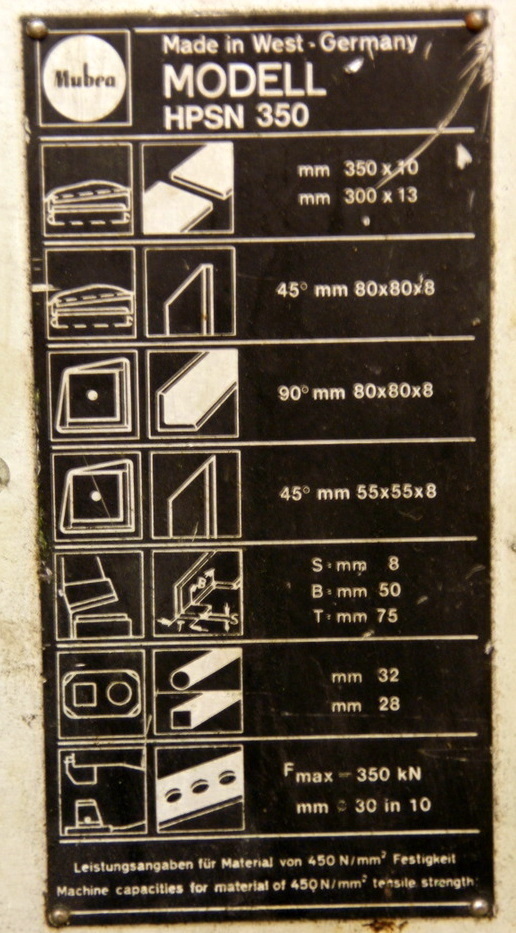 Mubea
Made in West-Germany
MODELL
HPSN 350
mm 350 x 10
mm 300 x 13
45° mm 80x80x8
90° mm 80x80x8
45° mm 55x55x8
B
T
S
S = mm 8
B = mm 50
T = mm 75
mm 32
mm 28
Fmax = 350 kN
mm ⌀ 30 in 10
Leistungsangaben für Material von 450 N/mm² Festigkeit
Machine capacities for material of 450 N/mm² tensile strength